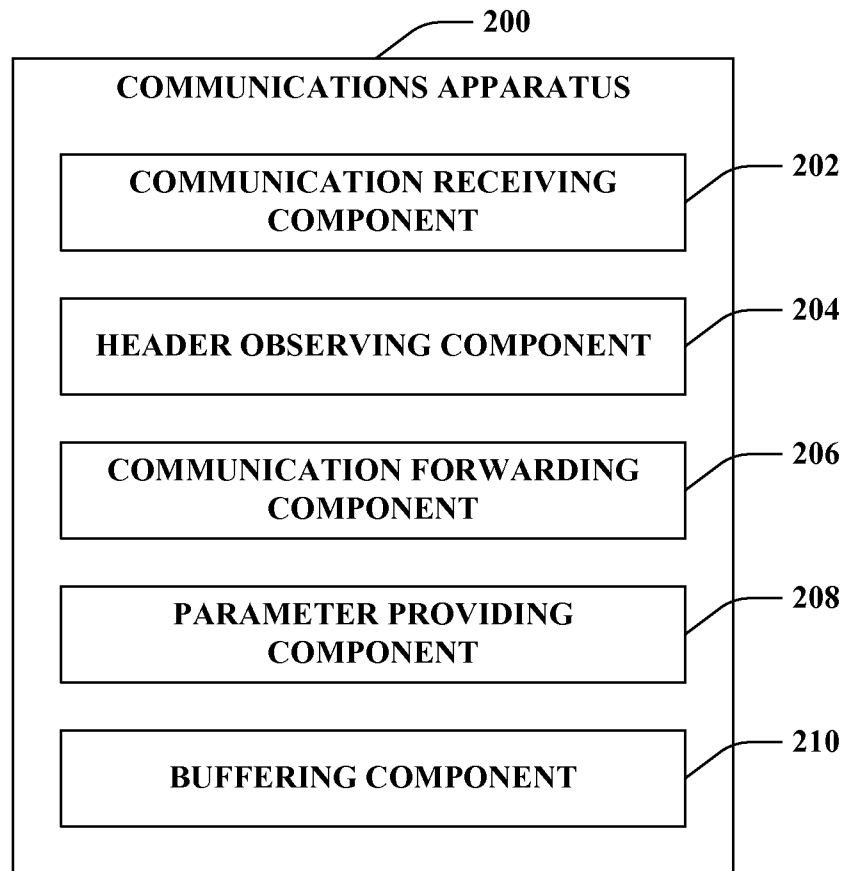 200
COMMUNICATIONS APPARATUS
COMMUNICATION RECEIVING
COMPONENT
202
HEADER OBSERVING COMPONENT
204
COMMUNICATION FORWARDING
COMPONENT
206
PARAMETER PROVIDING
COMPONENT
208
BUFFERING COMPONENT
210